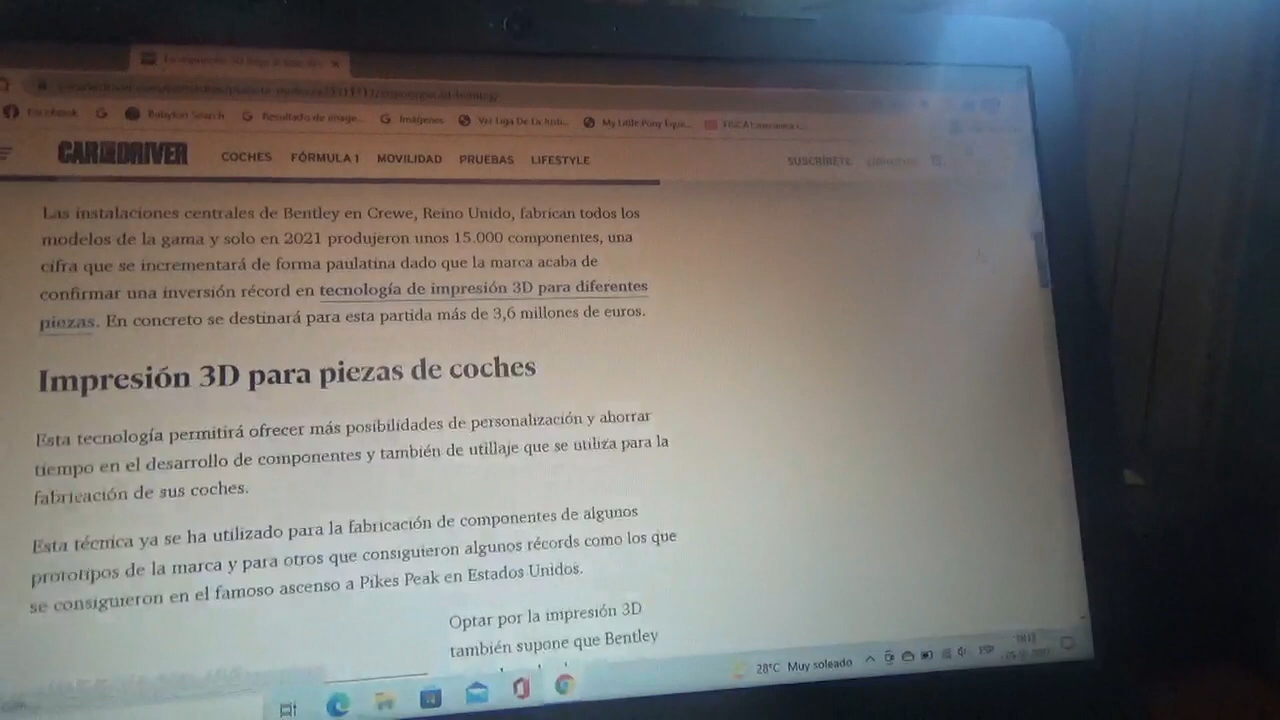 Facebook
Babylon Search
Resultado de image...
Imágenes
Ver Liga De La Justi...
My Little Pony Equi...
CAR AND DRIVER
COCHES FÓRMULA 1 MOVILIDAD PRUEBAS LIFESTYLE
SUSCRÍBETE
Las instalaciones centrales de Bentley en Crewe, Reino Unido, fabrican todos los
modelos de la gama y solo en 2021 produjeron unos 15.000 componentes, una
cifra que se incrementará de forma paulatina dado que la marca acaba de
confirmar una inversión récord en tecnología de impresión 3D para diferentes
piezas. En concreto se destinará para esta partida más de 3,6 millones de euros.
Impresión 3D para piezas de coches
Esta tecnología permitirá ofrecer más posibilidades de personalización y ahorrar
tiempo en el desarrollo de componentes y también de utillaje que se utiliza para la
fabricación de sus coches.
Esta técnica ya se ha utilizado para la fabricación de componentes de algunos
prototipos de la marca y para otros que consiguieron algunos récords como los que
se consiguieron en el famoso ascenso a Pikes Peak en Estados Unidos.
Optar por la impresión 3D
también supone que Bentley
28°C Muy soleado
ESP